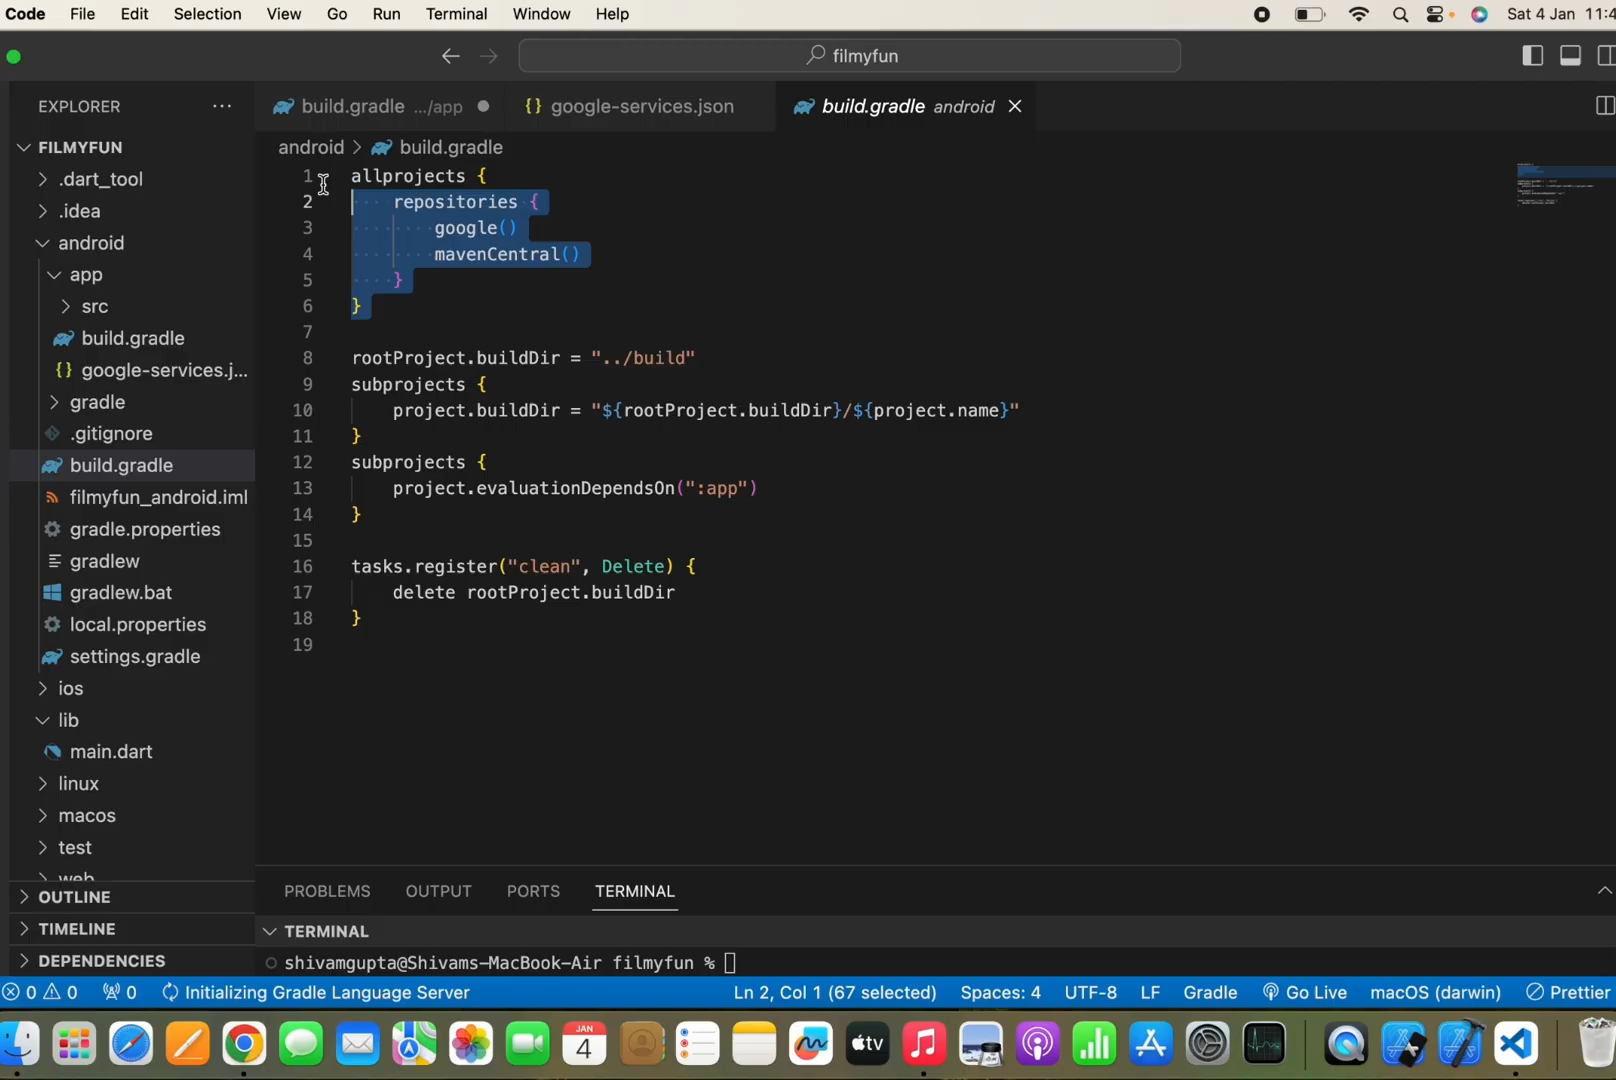 Code File Edit Selection View Go Run Terminal Window Help Sat 4 Jan 11:4
filmyfun
EXPLORER
build.gradle .../app google-services.json build.gradle android
FILMYFUN
android > build.gradle
.dart_tool
.idea
android
app
src
build.gradle
google-services.j...
gradle
.gitignore
build.gradle
filmyfun_android.iml
gradle.properties
gradlew
gradlew.bat
local.properties
settings.gradle
ios
lib
main.dart
linux
macos
test
web
OUTLINE
TIMELINE
DEPENDENCIES
1 allprojects {
2 repositories {
3 google()
4 mavenCentral()
5 }
6 }
7
8 rootProject.buildDir = "../build"
9 subprojects {
10 project.buildDir = "${rootProject.buildDir}/${project.name}"
11 }
12 subprojects {
13 project.evaluationDependsOn(":app")
14 }
15
16 tasks.register("clean", Delete) {
17 delete rootProject.buildDir
18 }
19
PROBLEMS OUTPUT PORTS TERMINAL
TERMINAL
shivamgupta@Shivams-MacBook-Air filmyfun %
0 0 0 Initializing Gradle Language Server Ln 2, Col 1 (67 selected) Spaces: 4 UTF-8 LF Gradle Go Live macOS (darwin) Prettier
JAN
4
tv